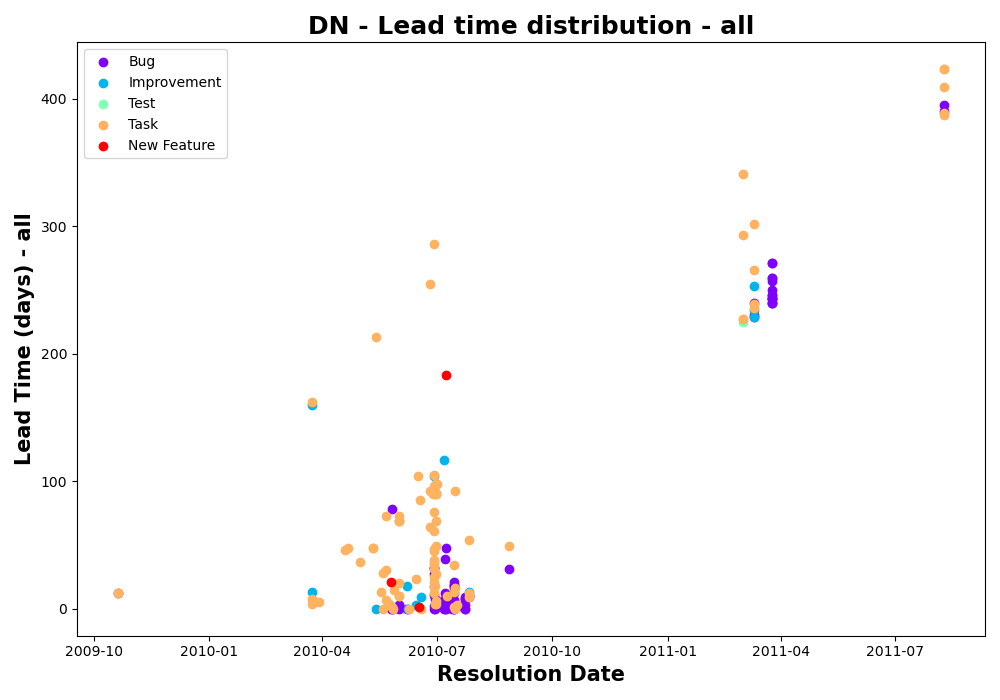 DN - Lead time distribution - all
Bug
Improvement
Test
Task
New Feature
Lead Time (days) - all
400
300
200
100
0
2009-10
2010-01
2010-04
2010-07
2010-10
2011-01
2011-04
2011-07
Resolution Date